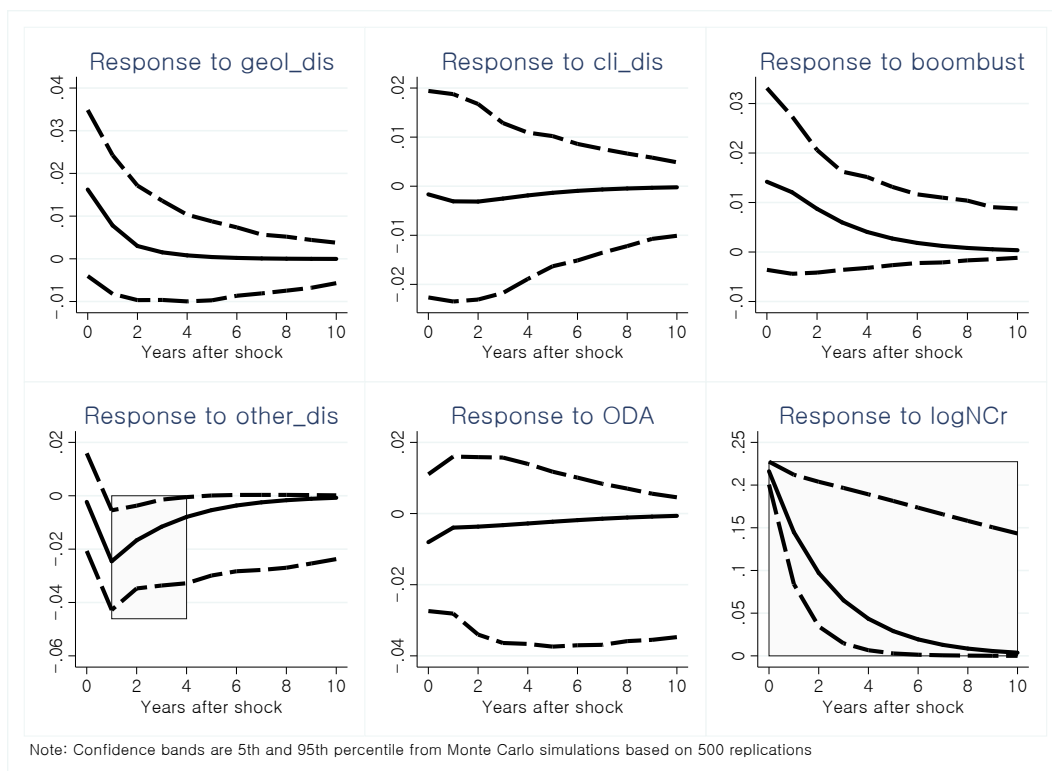 Response to geol_dis
.04
.03
.02
.01
0
-.01
0 2 4 6 8 10
Years after shock
Response to cli_dis
.02
.01
0
-.01
-.02
0 2 4 6 8 10
Years after shock
Response to boombust
.03
.02
.01
0
-.01
0 2 4 6 8 10
Years after shock
Response to other_dis
.02
0
-.02
-.04
-.06
0 2 4 6 8 10
Years after shock
Response to ODA
.02
0
-.02
-.04
0 2 4 6 8 10
Years after shock
Response to logNCr
.25
.2
.15
.1
.05
0
0 2 4 6 8 10
Years after shock
Note: Confidence bands are 5th and 95th percentile from Monte Carlo simulations based on 500 replications